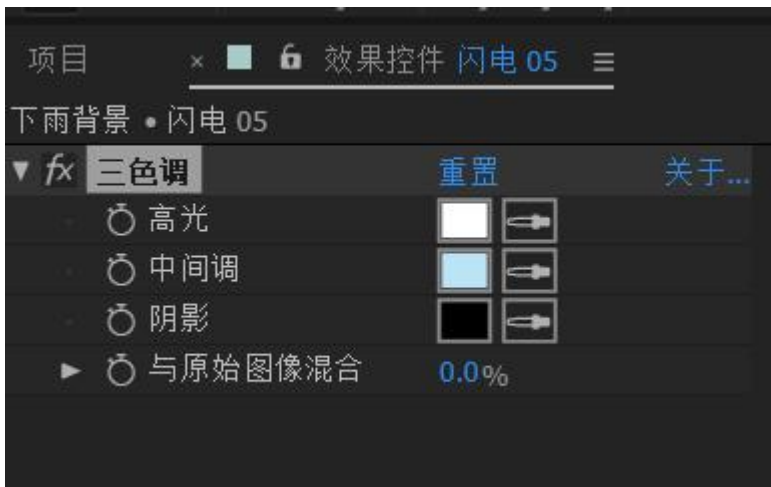 项目 × 效果控件 闪电 05 ≡
下雨背景 • 闪电 05
fx 三色调 重置 关于...
高光
中间调
阴影
与原始图像混合 0.0%